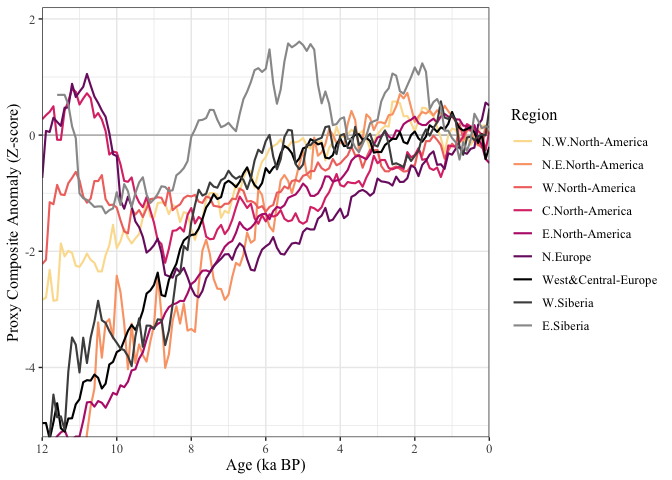 2
0
-2
-4
12
10
8
6
4
2
0
Age (ka BP)
Proxy Composite Anomaly (Z-score)
Region
N.W.North-America
N.E.North-America
W.North-America
C.North-America
E.North-America
N.Europe
West&Central-Europe
W.Siberia
E.Siberia